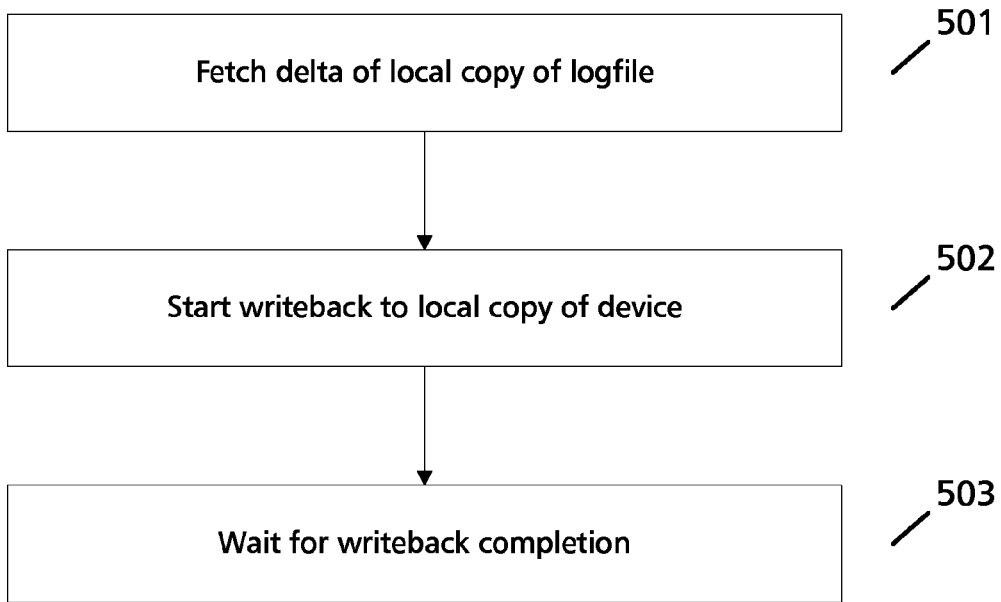 501
Fetch delta of local copy of logfile
502
Start writeback to local copy of device
503
Wait for writeback completion